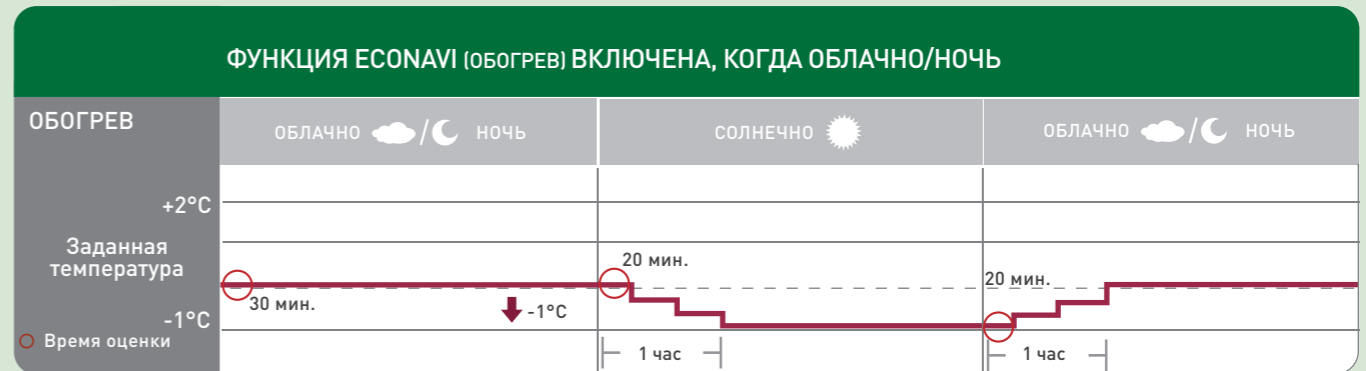 ФУНКЦИЯ ECONAVI (ОБОГРЕВ) ВКЛЮЧЕНА, КОГДА ОБЛАЧНО/НОЧЬ
ОБОГРЕВ
ОБЛАЧНО / НОЧЬ
СОЛНЕЧНО
ОБЛАЧНО / НОЧЬ
+2°C
Заданная
температура
-1°C
Время оценки
30 мин.
-1°C
20 мин.
1 час
20 мин.
1 час